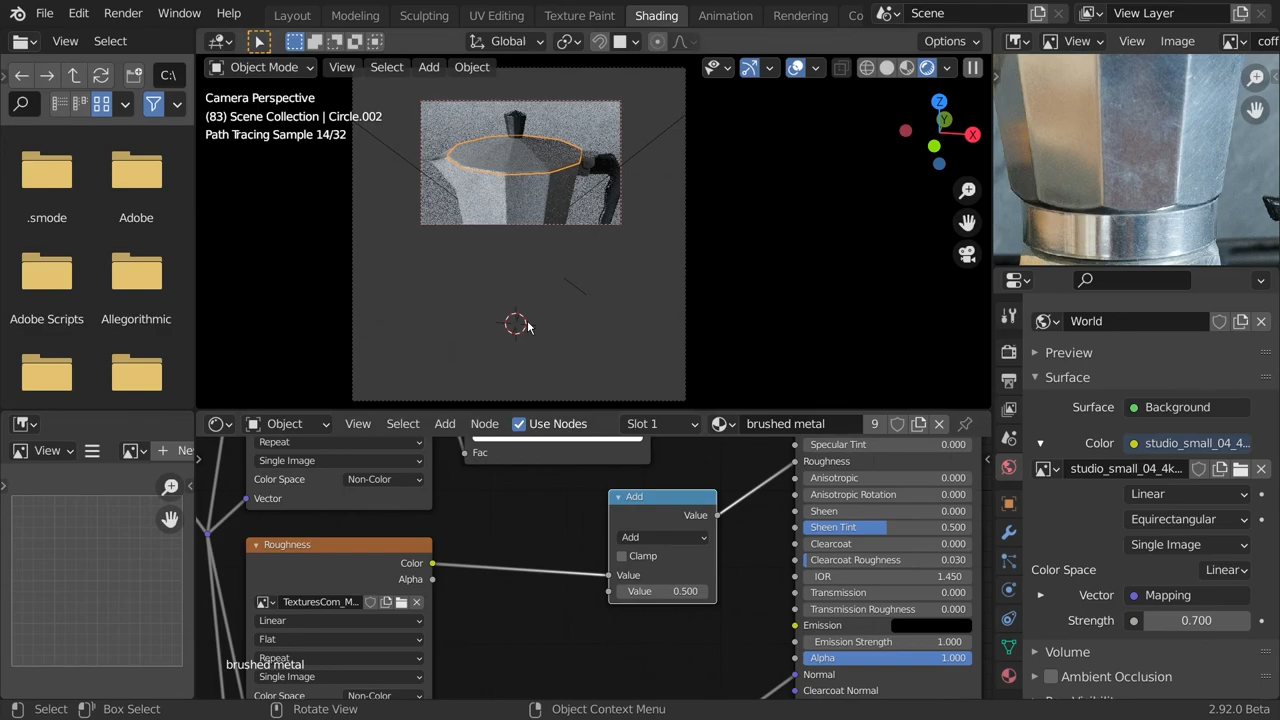 File Edit Render Window Help Layout Modeling Sculpting UV Editing Texture Paint Shading Animation Rendering Co Scene View Layer
View Select Global Options View View Image coff
C:\ Object Mode View Select Add Object
Camera Perspective
(83) Scene Collection | Circle.002
Path Tracing Sample 14/32
Z
Y
X
.smode Adobe
Adobe Scripts Allegorithmic
World
Preview
Surface
Surface Background
Color studio_small_04_4...
studio_small_04_4k...
Linear
Equirectangular
Single Image
Color Space Linear
Vector Mapping
Strength 0.700
Volume
Ambient Occlusion
View Ne
Object View Select Add Node Use Nodes Slot 1 brushed metal 9
Repeat
Single Image
Color Space Non-Color
Vector
Fac
Roughness
Color
Alpha
TexturesCom_M...
Linear
Flat
Repeat
Single Image
Color Space Non-Color
brushed metal
Add
Value
Add
Clamp
Value
Value 0.500
Specular Tint 0.000
Roughness
Anisotropic 0.000
Anisotropic Rotation 0.000
Sheen 0.000
Sheen Tint 0.500
Clearcoat 0.000
Clearcoat Roughness 0.030
IOR 1.450
Transmission 0.000
Transmission Roughness 0.000
Emission
Emission Strength 1.000
Alpha 1.000
Normal
Clearcoat Normal
Select Box Select Rotate View Object Context Menu 2.92.0 Beta